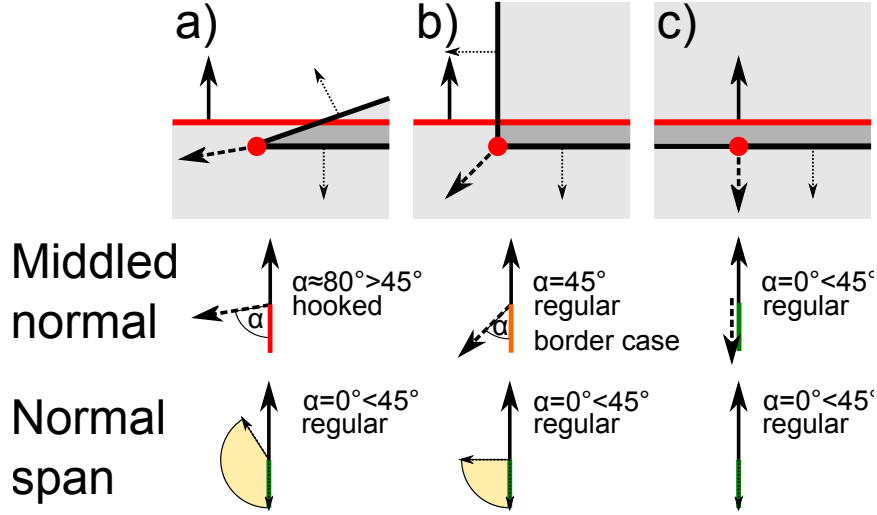 a) b) c)
Middled
normal
α≈80°>45°
hooked
α
α=45°
regular
border case
α
α=0°<45°
regular
Normal
span
α=0°<45°
regular
α=0°<45°
regular
α=0°<45°
regular